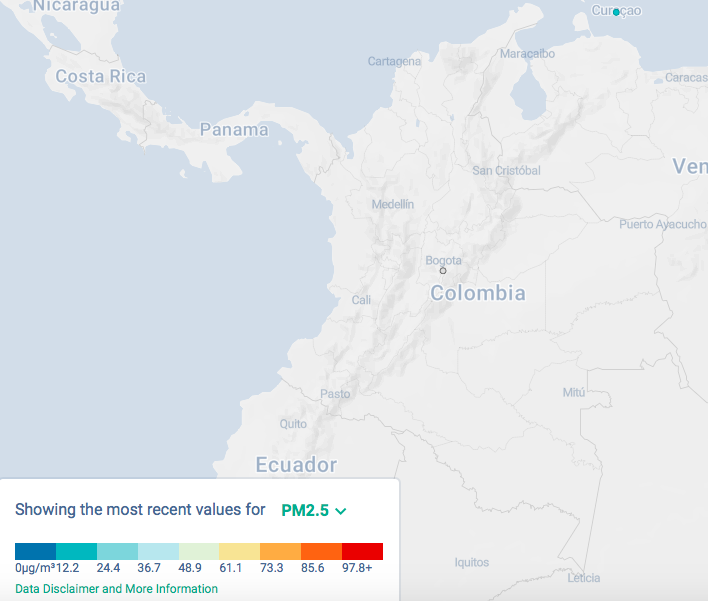 Nicaragua
Curaçao
Cartagena
Maracaibo
Costa Rica
Caracas
Panama
San Cristóbal
Ven
Medellín
Puerto Ayacucho
Bogota
Colombia
Cali
Pasto
Mitú
Quito
Ecuador
Showing the most recent values for PM2.5
0µg/m³ 12.2 24.4 36.7 48.9 61.1 73.3 85.6 97.8+
Data Disclaimer and More Information
Iquitos
Leticia